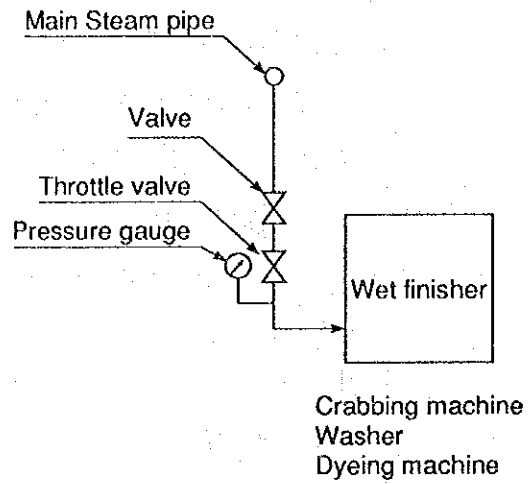 Main Steam pipe
Valve
Throttle valve
Pressure gauge
Wet finisher
Crabbing machine
Washer
Dyeing machine